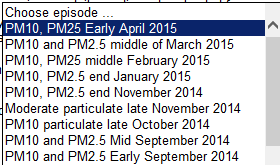 Choose episode ...
PM10, PM25 Early April 2015
PM10 and PM2.5 middle of March 2015
PM10, PM25 middle February 2015
PM10, PM2.5 end January 2015
PM10, PM2.5 end November 2014
Moderate particulate late November 2014
PM10 particulate late October 2014
PM10 and PM2.5 Mid September 2014
PM10 and PM2.5 Early September 2014